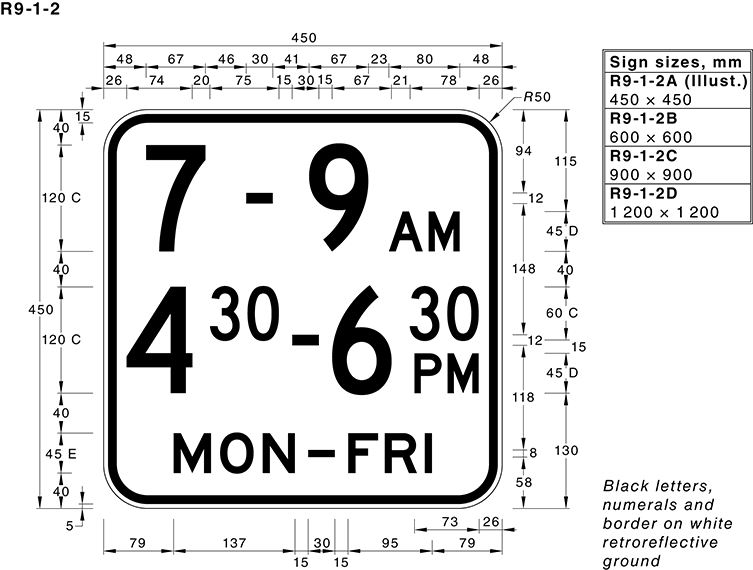 R9-1-2
450
48 67 46 30 41 67 23 80 48
26 74 20 75 15 30 15 67 21 78 26
R50
Sign sizes, mm
R9-1-2A (Illust.)
450 × 450
R9-1-2B
600 × 600
R9-1-2C
900 × 900
R9-1-2D
1 200 × 1 200
15
40
120 C
40
450
120 C
40
45 E
40
5
7 - 9 AM
4 30 - 6 30 PM
MON–FRI
94
12
148
12
118
8
58
115
45 D
40
60 C
15
45 D
130
73 26
79 137 30 95 79
15 15
Black letters,
numerals and
border on white
retroreflective
ground